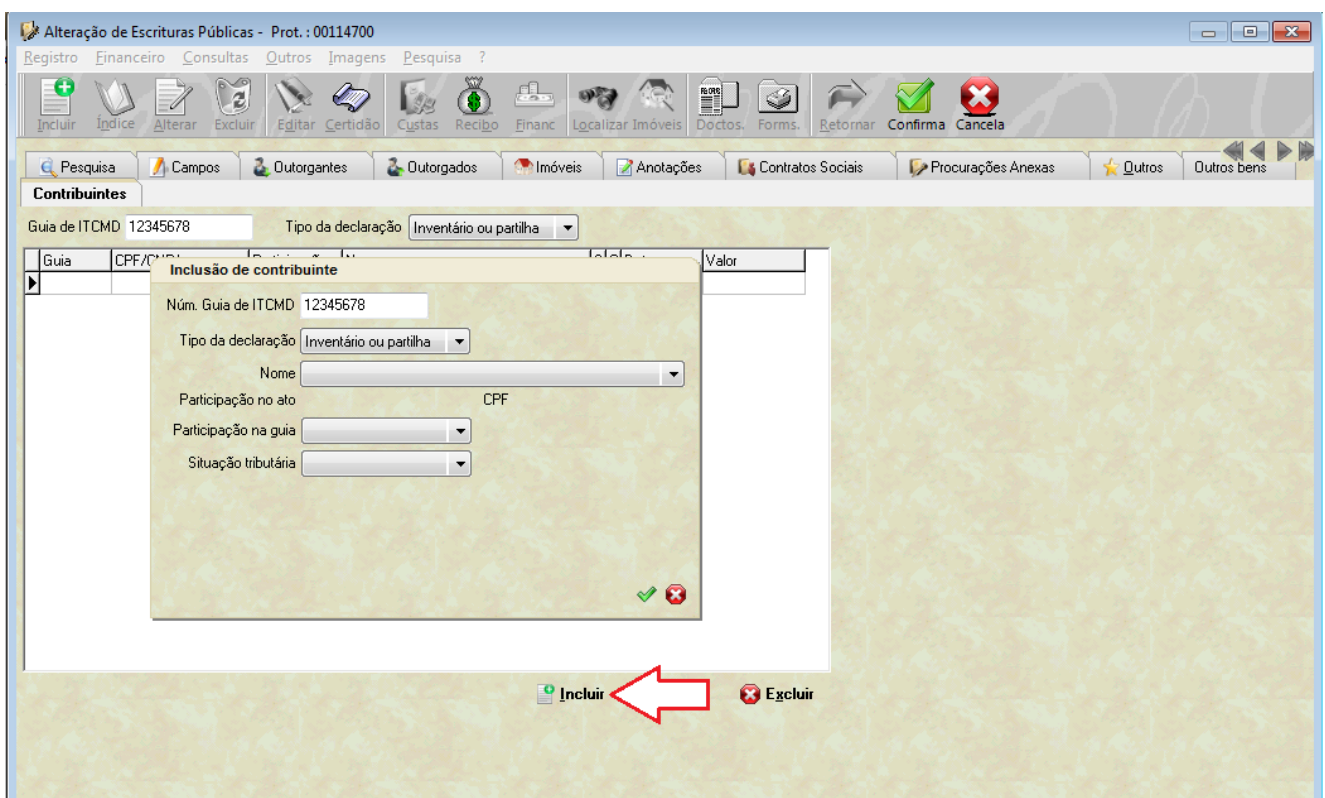 Alteração de Escrituras Públicas - Prot. : 00114700
Registro Financeiro Consultas Outros Imagens Pesquisa ?
Incluir Índice Alterar Excluir Editar Certidão Custas Recibo Financ Localizar Imóveis Doctos. Forms. Retornar Confirma Cancela
Pesquisa Campos Outorgantes Outorgados Imóveis Anotações Contratos Sociais Procurações Anexas Outros Outros bens
Contribuintes
Guia de ITCMD 12345678 Tipo da declaração Inventário ou partilha
Guia Valor
Inclusão de contribuinte
Núm. Guia de ITCMD 12345678
Tipo da declaração Inventário ou partilha
Nome
Participação no ato CPF
Participação na guia
Situação tributária
Incluir Excluir